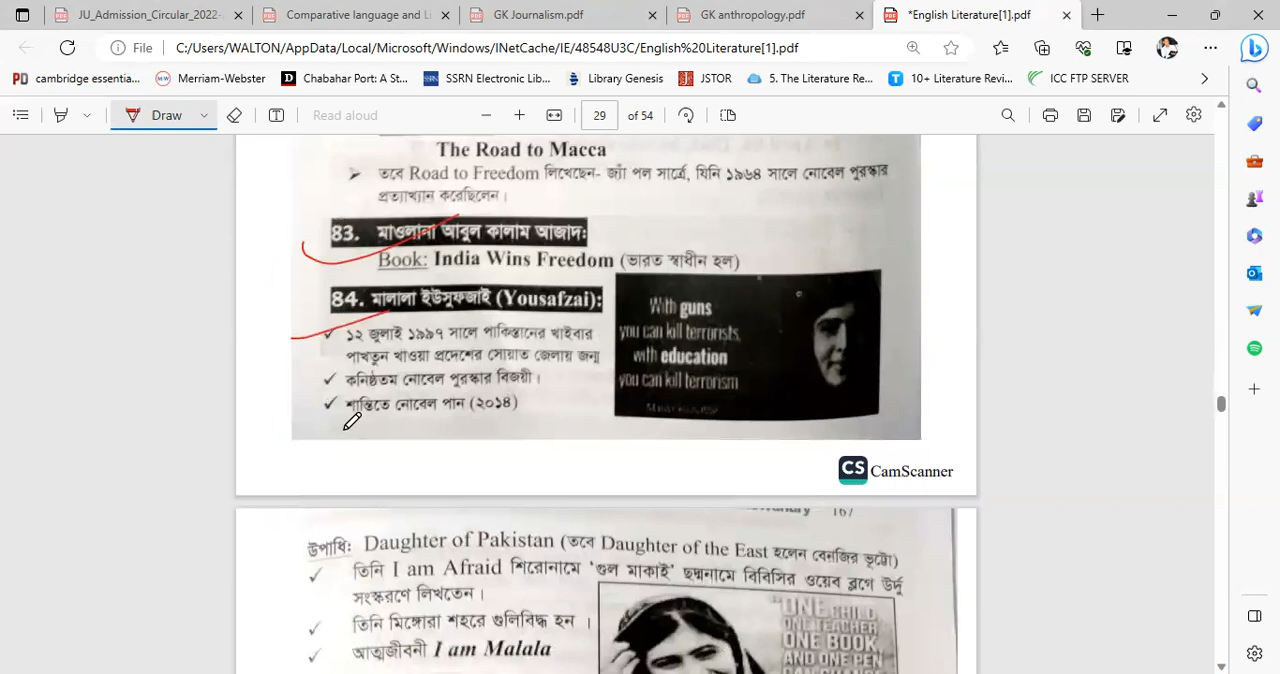 JU_Admission_Circular_2022-
Comparative language and Li
GK Journalism.pdf
GK anthropology.pdf
*English Literature[1].pdf
File
C:/Users/WALTON/AppData/Local/Microsoft/Windows/INetCache/IE/48548U3C/English%20Literature[1].pdf
cambridge essentia...
Merriam-Webster
Chabahar Port: A St...
SSRN Electronic Lib...
Library Genesis
JSTOR
5. The Literature Re...
10+ Literature Revi...
ICC FTP SERVER
Draw
Read aloud
29
of 54
The Road to Macca
➤ তবে Road to Freedom লিখেছেন- জ্যাঁ পল সার্ত্রে, যিনি ১৯৬৪ সালে নোবেল পুরস্কার
প্রত্যাখ্যান করেছিলেন।
83. মাওলানা আবুল কালাম আজাদ:
Book: India Wins Freedom (ভারত স্বাধীন হল)
84. মালালা ইউসুফজাই (Yousafzai):
✓ ১২ জুলাই ১৯৯৭ সালে পাকিস্তানের খাইবার
পাখতুন খাওয়া প্রদেশের সোয়াত জেলায় জন্ম
✓ কনিষ্ঠতম নোবেল পুরস্কার বিজয়ী।
✓ শান্তিতে নোবেল পান (২০১৪)
With guns
you can kill terrorists,
with education
you can kill terrorism
CS CamScanner
167
উপাধি: Daughter of Pakistan (তবে Daughter of the East হলেন বেনজির ভুট্টো)
✓ তিনি I am Afraid শিরোনামে ‘গুল মাকাই’ ছদ্মনামে বিবিসির ওয়েব ব্লগে উর্দু
সংস্করণে লিখতেন।
✓ তিনি মিঙ্গোরা শহরে গুলিবিদ্ধ হন।
✓ আত্মজীবনী I am Malala
"ONE CHILD,
ONE TEACHER
ONE BOOK
AND ONE PEN